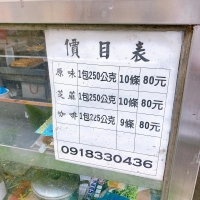 價目表
原味 1包250公克 10條 80元
芝麻 1包250公克 10條 80元
咖啡 1包225公克 9條 80元
0918330436